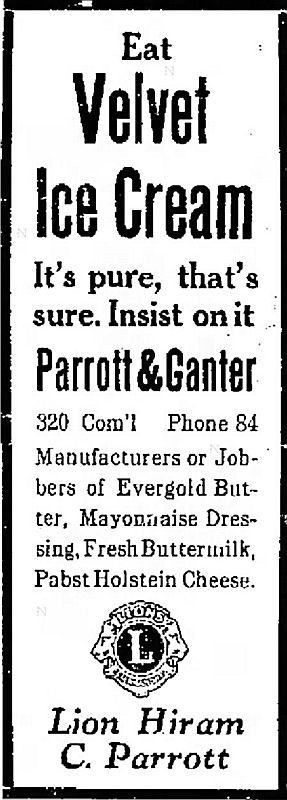 Eat
Velvet
Ice Cream
It's pure, that's
sure. Insist on it
Parrott & Ganter
320 Com'l Phone 84
Manufacturers or Job-
bers of Evergold But-
ter, Mayonnaise Dres-
sing, Fresh Buttermilk,
Pabst Holstein Cheese.
LIONS
L
Lion Hiram
C. Parrott